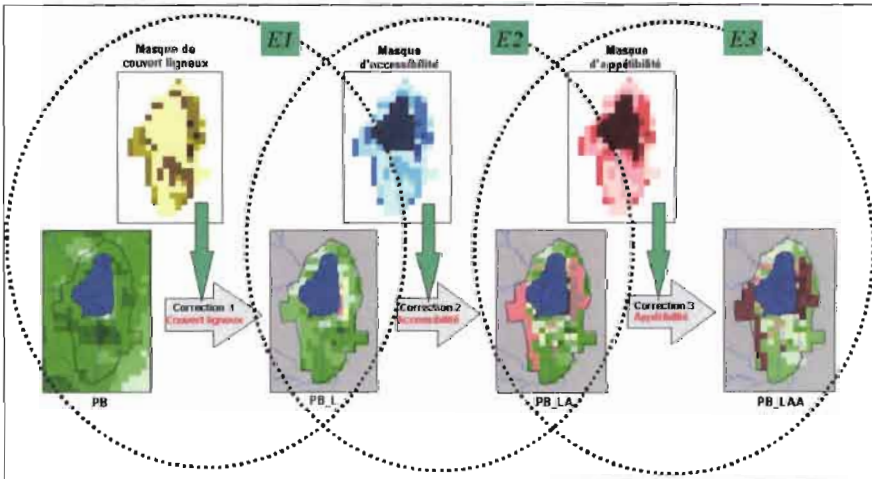 E1
E2
E3
Masque de
couvert ligneux
Masque
d'accessibilité
Masque
d'appétibilité
Correction 1
Couvert ligneux
Correction 2
Accessibilité
Correction 3
Appétibilité
PB
PB_L
PB_LA
PB_LAA